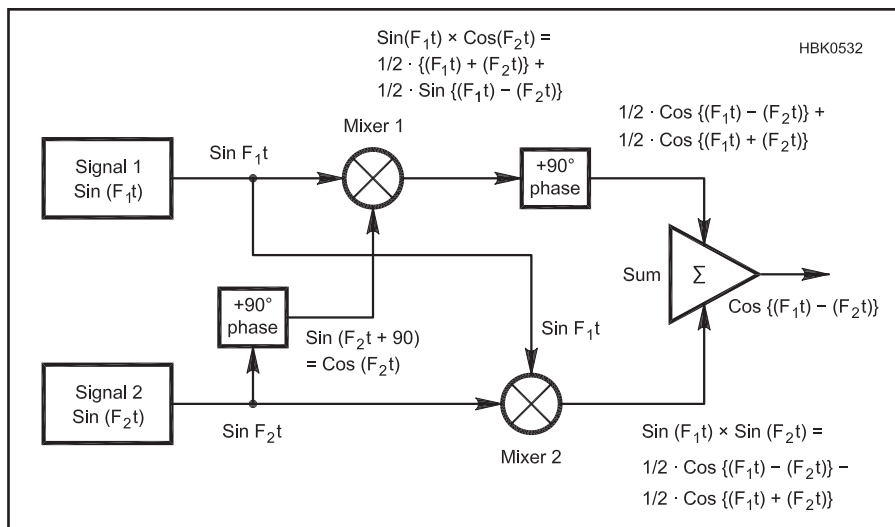 Sin(F₁t) × Cos(F₂t) =
1/2 · {(F₁t) + (F₂t)} +
1/2 · Sin {(F₁t) − (F₂t)}
HBK0532
Mixer 1
1/2 · Cos {(F₁t) − (F₂t)} +
1/2 · Cos {(F₁t) + (F₂t)}
Signal 1
Sin (F₁t)
Sin F₁t
+90°
phase
Sum
Σ
Cos {(F₁t) − (F₂t)}
+90°
phase
Sin (F₂t + 90)
= Cos (F₂t)
Sin F₁t
Signal 2
Sin (F₂t)
Sin F₂t
Mixer 2
Sin (F₁t) × Sin (F₂t) =
1/2 · Cos {(F₁t) − (F₂t)} −
1/2 · Cos {(F₁t) + (F₂t)}